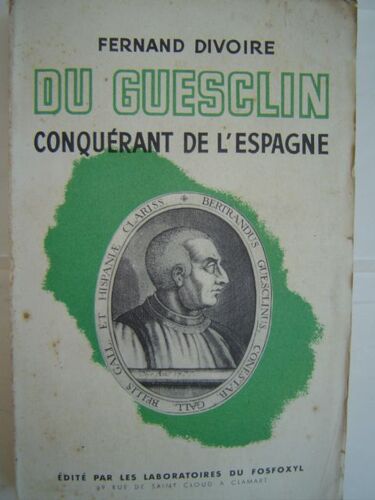 FERNAND DIVOIRE
DU GUESCLIN
CONQUÉRANT DE L'ESPAGNE
BERTRANDUS GUESCLINUS CONESTAB GALL BELLIS GALL ET HISPANIÆ CLARISS
ÉDITÉ PAR LES LABORATOIRES DU FOSFOXYL
RUE DE SAINT CLOUD A CLAMART